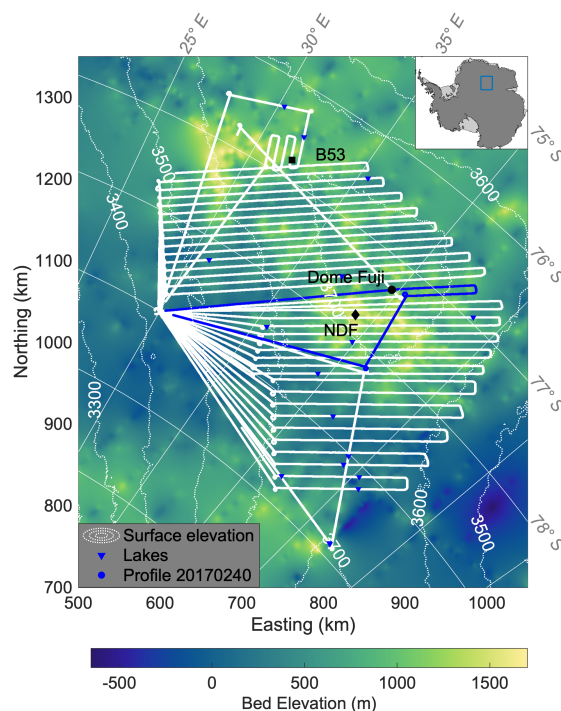 25° E
30° E
35° E
75° S
76° S
77° S
78° S
1300
1200
1100
1000
900
800
700
Northing (km)
3500
3400
3300
3600
B53
Dome Fuji
NDF
3600
3500
700
Surface elevation
Lakes
Profile 20170240
500
600
700
800
900
1000
Easting (km)
-500
0
500
1000
1500
Bed Elevation (m)